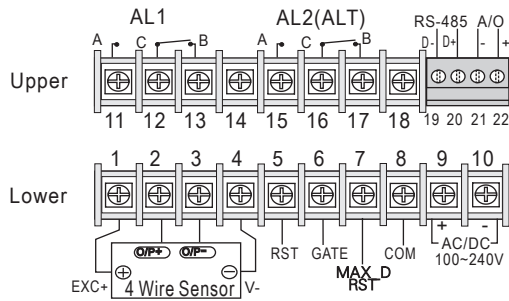 AL1 AL2(ALT) RS-485 A/O
A C B A C B D- D+ - +
Upper
11 12 13 14 15 16 17 18 19 20 21 22
1 2 3 4 5 6 7 8 9 10
Lower
+ -
O/P+ O/P- RST GATE MAX_D COM AC/DC
RST 100~240V
EXC+ 4 Wire Sensor V-